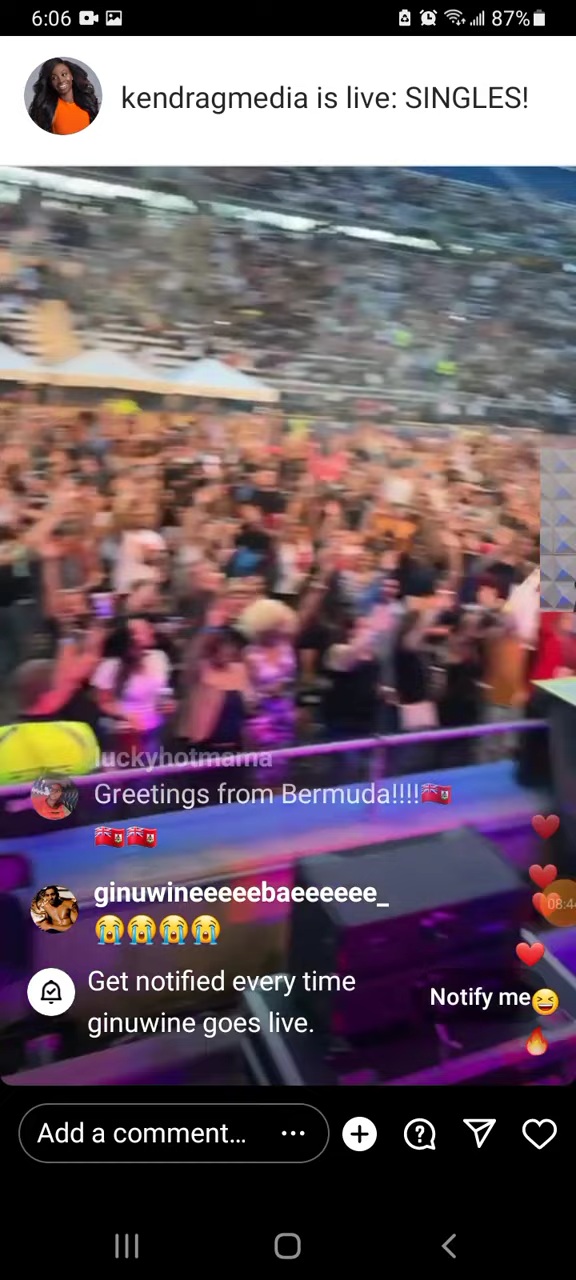 6:06 87%
kendragmedia is live: SINGLES!
luckyhotmama
Greetings from Bermuda!!!!🇧🇲
🇧🇲🇧🇲
ginuwineeeeebaeeeeee_
😭😭😭😭
Get notified every time
ginuwine goes live.
Notify me
Add a comment...